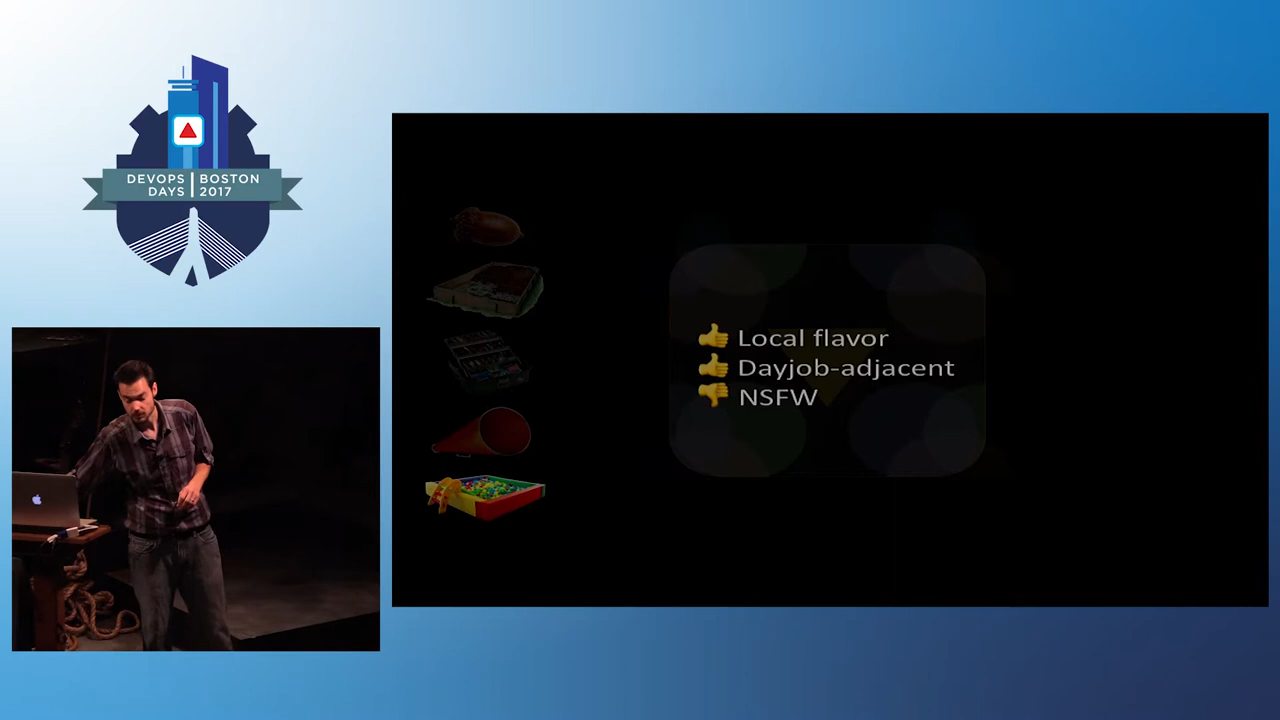 DEVOPS DAYS
BOSTON 2017
👍 Local flavor
👍 Dayjob-adjacent
👎 NSFW